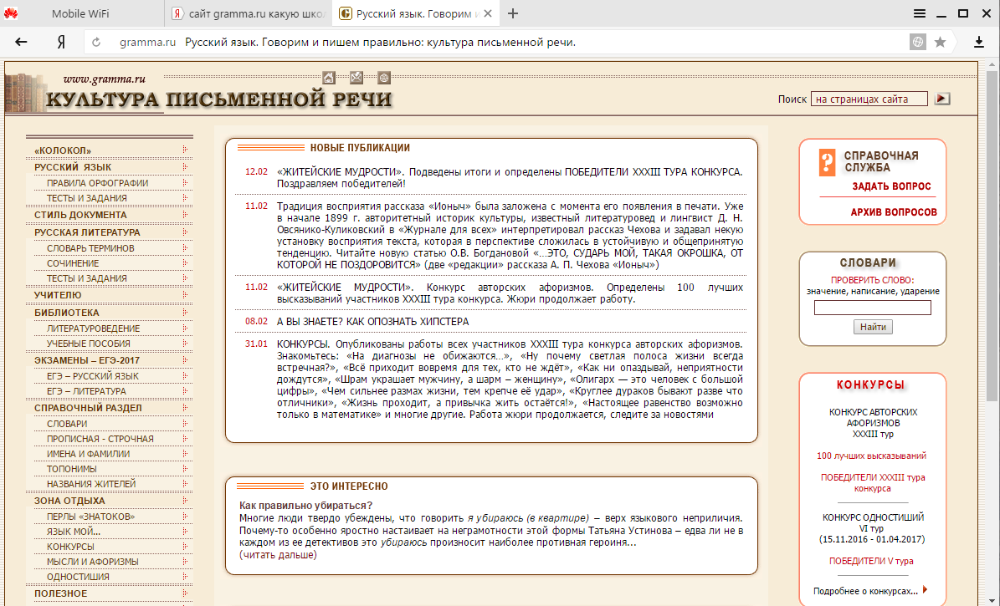 Mobile WiFi
сайт gramma.ru какую шко
Русский язык. Говорим и
gramma.ru Русский язык. Говорим и пишем правильно: культура письменной речи.
www.gramma.ru
КУЛЬТУРА ПИСЬМЕННОЙ РЕЧИ
Поиск на страницах сайта
«КОЛОКОЛ»
РУССКИЙ ЯЗЫК
ПРАВИЛА ОРФОГРАФИИ
ТЕСТЫ И ЗАДАНИЯ
СТИЛЬ ДОКУМЕНТА
РУССКАЯ ЛИТЕРАТУРА
СЛОВАРЬ ТЕРМИНОВ
СОЧИНЕНИЕ
ТЕСТЫ И ЗАДАНИЯ
УЧИТЕЛЮ
БИБЛИОТЕКА
ЛИТЕРАТУРОВЕДЕНИЕ
УЧЕБНЫЕ ПОСОБИЯ
ЭКЗАМЕНЫ – ЕГЭ-2017
ЕГЭ – РУССКИЙ ЯЗЫК
ЕГЭ – ЛИТЕРАТУРА
СПРАВОЧНЫЙ РАЗДЕЛ
СЛОВАРИ
ПРОПИСНАЯ - СТРОЧНАЯ
ИМЕНА И ФАМИЛИИ
ТОПОНИМЫ
НАЗВАНИЯ ЖИТЕЛЕЙ
ЗОНА ОТДЫХА
ПЕРЛЫ «ЗНАТОКОВ»
ЯЗЫК МОЙ...
КОНКУРСЫ
МЫСЛИ И АФОРИЗМЫ
ОДНОСТИШИЯ
ПОЛЕЗНОЕ
НОВЫЕ ПУБЛИКАЦИИ
12.02 «ЖИТЕЙСКИЕ МУДРОСТИ». Подведены итоги и определены ПОБЕДИТЕЛИ XXXIII ТУРА КОНКУРСА.
Поздравляем победителей!
11.02 Традиция восприятия рассказа «Ионыч» была заложена с момента его появления в печати. Уже
в начале 1899 г. авторитетный историк культуры, известный литературовед и лингвист Д. Н.
Овсянико-Куликовский в «Журнале для всех» интерпретировал рассказ Чехова и задавал некую
установку восприятия текста, которая в перспективе сложилась в устойчивую и общепринятую
тенденцию. Читайте новую статью О.В. Богдановой «...ЭТО, СУДАРЬ МОЙ, ТАКАЯ ОКРОШКА, ОТ
КОТОРОЙ НЕ ПОЗДОРОВИТСЯ» (две «редакции» рассказа А. П. Чехова «Ионыч»)
11.02 «ЖИТЕЙСКИЕ МУДРОСТИ». Конкурс авторских афоризмов. Определены 100 лучших
высказываний участников XXXIII тура конкурса. Жюри продолжает работу.
08.02 А ВЫ ЗНАЕТЕ? КАК ОПОЗНАТЬ ХИПСТЕРА
31.01 КОНКУРСЫ. Опубликованы работы всех участников XXXIII тура конкурса авторских афоризмов.
Знакомьтесь: «На диагнозы не обижаются...», «Ну почему светлая полоса жизни всегда
встречная?», «Всё приходит вовремя для тех, кто не ждёт», «Как ни опаздывай, неприятности
дождутся», «Шрам украшает мужчину, а шарм – женщину», «Олигарх — это человек с большой
цифры», «Чем сильнее размах жизни, тем крепче её удар», «Круглее дураков бывают разве что
отличники», «Жизнь проходит, а привычка жить остаётся!», «Настоящее равенство возможно
только в математике» и многие другие. Работа жюри продолжается, следите за новостями
ЭТО ИНТЕРЕСНО
Как правильно убираться?
Многие люди твердо убеждены, что говорить я убираюсь (в квартире) – верх языкового неприличия.
Почему-то особенно яростно настаивает на неграмотности этой формы Татьяна Устинова – едва ли не в
каждом из ее детективов это убираюсь произносит наиболее противная героиня...
(читать дальше)
СПРАВОЧНАЯ
СЛУЖБА
ЗАДАТЬ ВОПРОС
АРХИВ ВОПРОСОВ
СЛОВАРИ
ПРОВЕРИТЬ СЛОВО:
значение, написание, ударение
Найти
КОНКУРСЫ
КОНКУРС АВТОРСКИХ
АФОРИЗМОВ
XXXIII тур
100 лучших высказываний
ПОБЕДИТЕЛИ XXXIII тура
конкурса
КОНКУРС ОДНОСТИШИЙ
VI тур
(15.11.2016 - 01.04.2017)
ПОБЕДИТЕЛИ V тура
Подробнее о конкурсах...